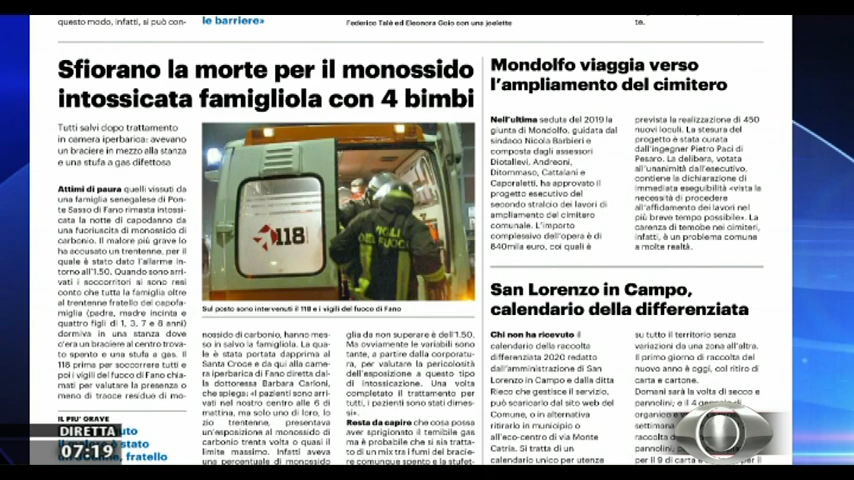 questo modo, infatti, si può con-
le barriere»
Federico Talè ed Eleonora Goio con una joelette
te.
Sfiorano la morte per il monossido
intossicata famigliola con 4 bimbi
Tutti salvi dopo trattamento
in camera iperbarica: avevano
un braciere in mezzo alla stanza
e una stufa a gas difettosa
Attimi di paura quelli vissuti da
una famiglia senegalese di Pon-
te Sasso di Fano rimasta intossi-
cata la notte di capodanno da
una fuoriuscita di monossido di
carbonio. Il malore più grave lo
ha accusato un trentenne, per il
quale è stato dato l'allarme in-
torno all'1.50. Quando sono arri-
vati i soccorritori si sono resi
conto che tutta la famiglia oltre
al trentenne fratello del capofa-
miglia (padre, madre incinta e
quattro figli di 1, 3, 7 e 8 anni)
dormiva in una stanza dove
c'era un braciere al centro trova-
to spento e una stufa a gas. Il
118 prima per soccorrere tutti e
poi i vigili del fuoco di Fano chia-
mati per valutare la presenza o
meno di tracce residue di mo-
IL PIU' GRAVE
118
VIGILI
DEL FUOCO
Sul posto sono intervenuti il 118 e i vigili del fuoco di Fano
nossido di carbonio, hanno mes-
so in salvo la famiglia. La qua-
le è stata portata dapprima al
Santa Croce e da qui alla came-
ra iperbarica di Fano diretta dal-
la dottoressa Barbara Carloni,
che spiega: «I pazienti sono arri-
vati nel nostro centro alle 6 di
mattina, ma solo uno di loro, lo
zio trentenne, presentava
un'esposizione al monossido di
carbonio trenta volte o quasi il
limite massimo. Infatti aveva
una percentuale di monossido
glia da non superare è dell'1.50.
Ma ovviamente le variabili sono
tante, a partire dalla corporatu-
ra, per valutare la pericolosità
dell'esposizione a questo tipo
di intossicazione. Una volta
completato il trattamento per
tutti, i pazienti sono stati dimes-
si».
Resta da capire che cosa possa
aver sprigionato il temibile gas
ma è probabile che si sia tratta-
to di un mix tra i fumi del bracie-
re comunque spento e la stufet-
Mondolfo viaggia verso
l'ampliamento del cimitero
Nell'ultima seduta del 2019 la
giunta di Mondolfo, guidata dal
sindaco Nicola Barbieri e
composta dagli assessori
Diotallevi, Andreoni,
Ditommaso, Cattalani e
Caporaletti, ha approvato il
progetto esecutivo del
secondo stralcio dei lavori di
ampliamento del cimitero
comunale. L'importo
complessivo dell'opera è di
840mila euro, coi quali è
prevista la realizzazione di 450
nuovi loculi. La stesura del
progetto è stata curata
dall'ingegner Pietro Paci di
Pesaro. La delibera, votata
all'unanimità dall'esecutivo,
contiene la dichiarazione di
immediata eseguibilità «vista la
necessità di procedere
all'affidamento dei lavori nel
più breve tempo possibile». La
carenza di temobe nei cimiteri,
infatti, è un problema comune
a molte realtà.
San Lorenzo in Campo,
calendario della differenziata
Chi non ha ricevuto il
calendario della raccolta
differenziata 2020 redatto
dall'amministrazione di San
Lorenzo in Campo e dalla ditta
Rieco che gestisce il servizio,
può scaricarlo dal sito web del
Comune, o in alternativa
ritirarlo in municipio o
all'eco-centro di via Monte
Catria. Si tratta di un
calendario unico per utenze
su tutto il territorio senza
variazioni da una zona all'altra.
Il primo giorno di raccolta del
nuovo anno è oggi, col ritiro di
carta e cartone.
Domani sarà la volta di secco e
pannolini; e il 4
organico e
settimana
raccolta d
pannolini,
per il 9 di carta e
DIRETTA
07:19
è stato
fratello